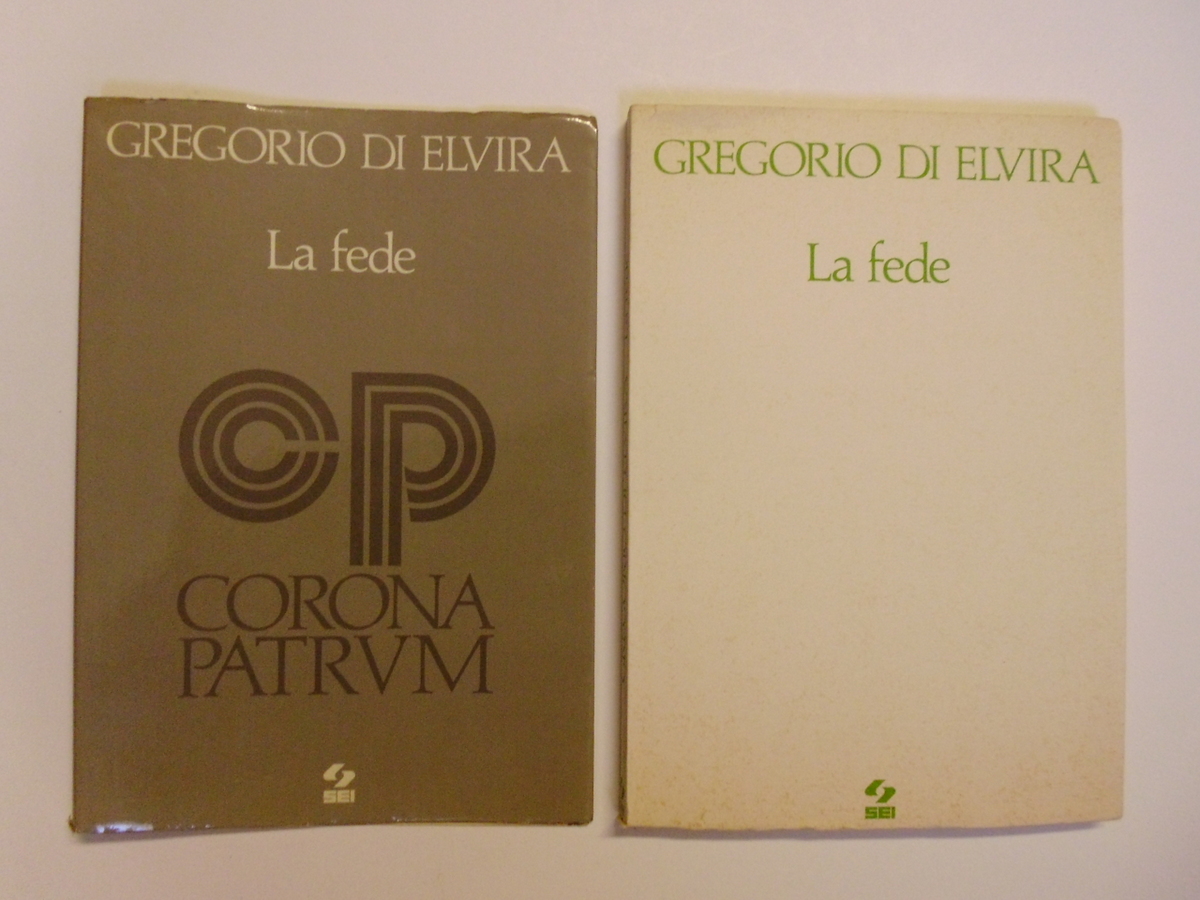 GREGORIO DI ELVIRA
La fede
CP
CORONA
PATRVM
SEI
GREGORIO DI ELVIRA
La fede
SEI